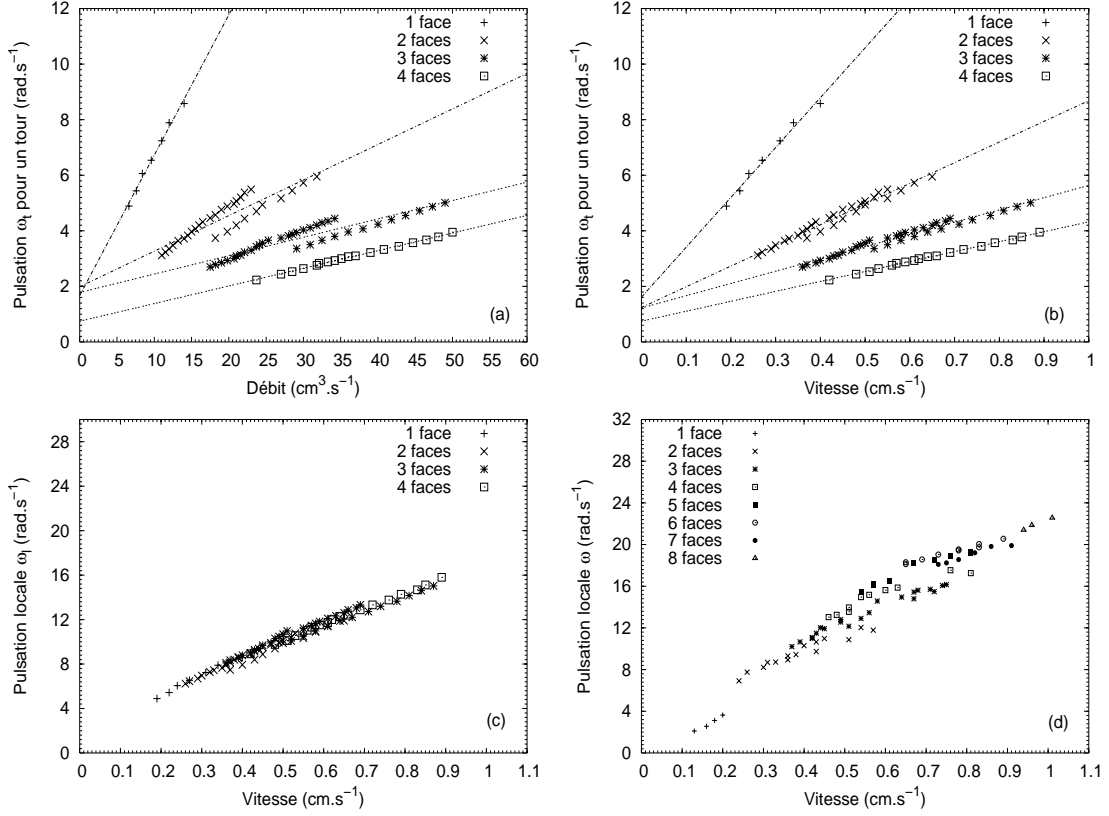 12
10
8
6
4
2
0
Pulsation ωt pour un tour (rad.s⁻¹)
1 face
2 faces
3 faces
4 faces
(a)
0 5 10 15 20 25 30 35 40 45 50 55 60
Débit (cm³.s⁻¹)
12
10
8
6
4
2
0
Pulsation ωt pour un tour (rad.s⁻¹)
1 face
2 faces
3 faces
4 faces
(b)
0 0.1 0.2 0.3 0.4 0.5 0.6 0.7 0.8 0.9 1
Vitesse (cm.s⁻¹)
28
24
20
16
12
8
4
0
Pulsation locale ωl (rad.s⁻¹)
1 face
2 faces
3 faces
4 faces
(c)
0 0.1 0.2 0.3 0.4 0.5 0.6 0.7 0.8 0.9 1 1.1
Vitesse (cm.s⁻¹)
32
28
24
20
16
12
8
4
0
Pulsation locale ω (rad.s⁻¹)
1 face
2 faces
3 faces
4 faces
5 faces
6 faces
7 faces
8 faces
(d)
0 0.1 0.2 0.3 0.4 0.5 0.6 0.7 0.8 0.9 1 1.1
Vitesse (cm.s⁻¹)